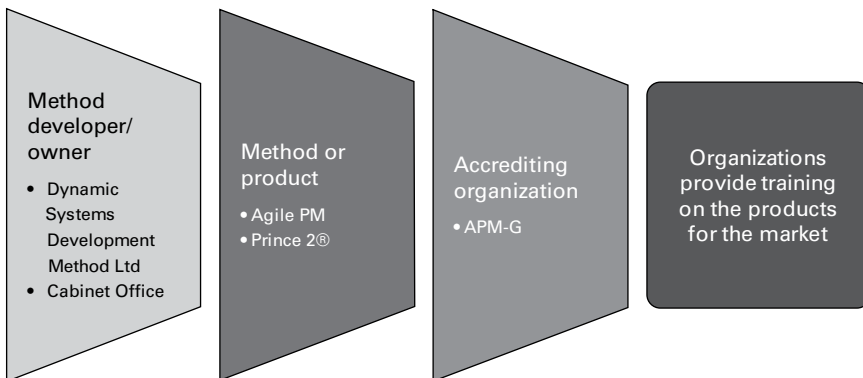 Method
developer/
owner
• Dynamic
Systems
Development
Method Ltd
• Cabinet Office
Method or
product
• Agile PM
• Prince 2®
Accrediting
organization
• APM-G
Organizations
provide training
on the products
for the market